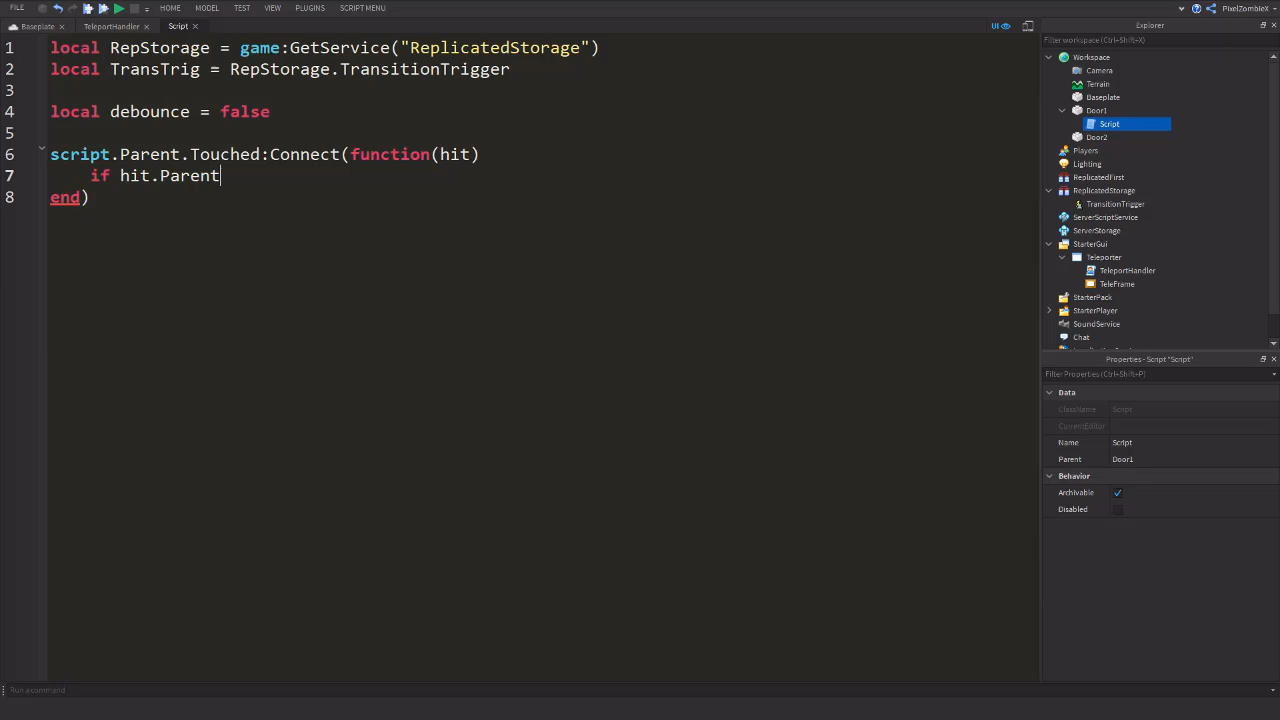 FILE HOME MODEL TEST VIEW PLUGINS SCRIPT MENU PixelZombieX
Baseplate × TeleportHandler × Script × UI
1 local RepStorage = game:GetService("ReplicatedStorage")
2 local TransTrig = RepStorage.TransitionTrigger
3
4 local debounce = false
5
6 script.Parent.Touched:Connect(function(hit)
7 if hit.Parent
8 end)
Explorer
Filter workspace (Ctrl+Shift+X)
Workspace
Camera
Terrain
Baseplate
Door1
Script
Door2
Players
Lighting
ReplicatedFirst
ReplicatedStorage
TransitionTrigger
ServerScriptService
ServerStorage
StarterGui
Teleporter
TeleportHandler
TeleFrame
StarterPack
StarterPlayer
SoundService
Chat
Properties - Script "Script"
Filter Properties (Ctrl+Shift+P)
Data
ClassName Script
CurrentEditor
Name Script
Parent Door1
Behavior
Archivable
Disabled
Run a command